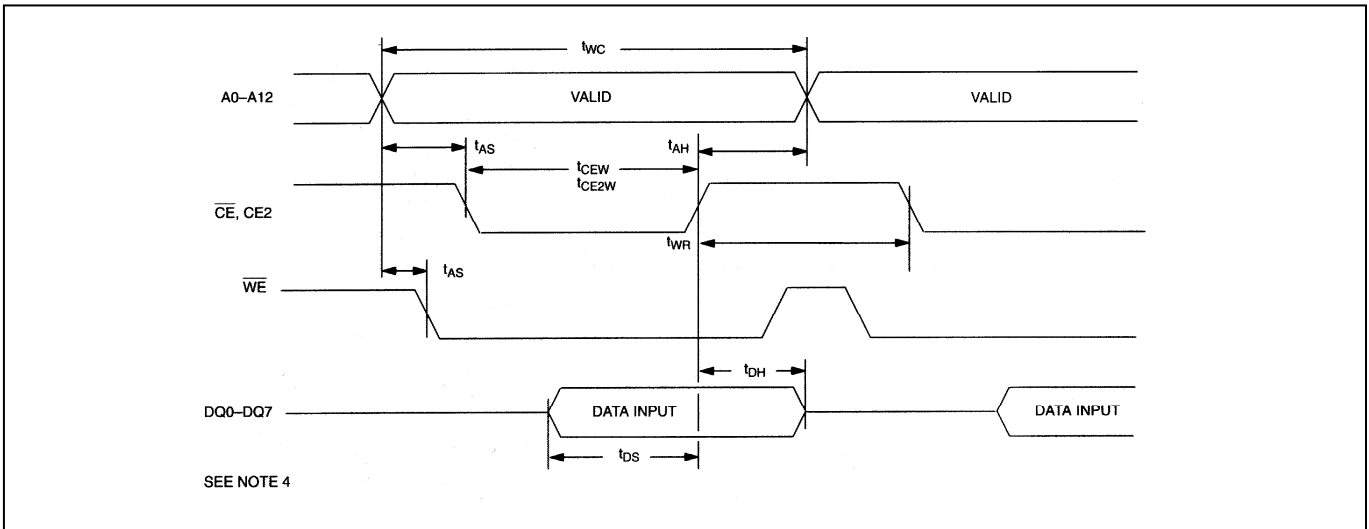 tWC
A0–A12 VALID VALID
tAS tCEW tAH
tCE2W
CE, CE2
tWR
tAS
WE
tDH
DQ0–DQ7 DATA INPUT DATA INPUT
tDS
SEE NOTE 4